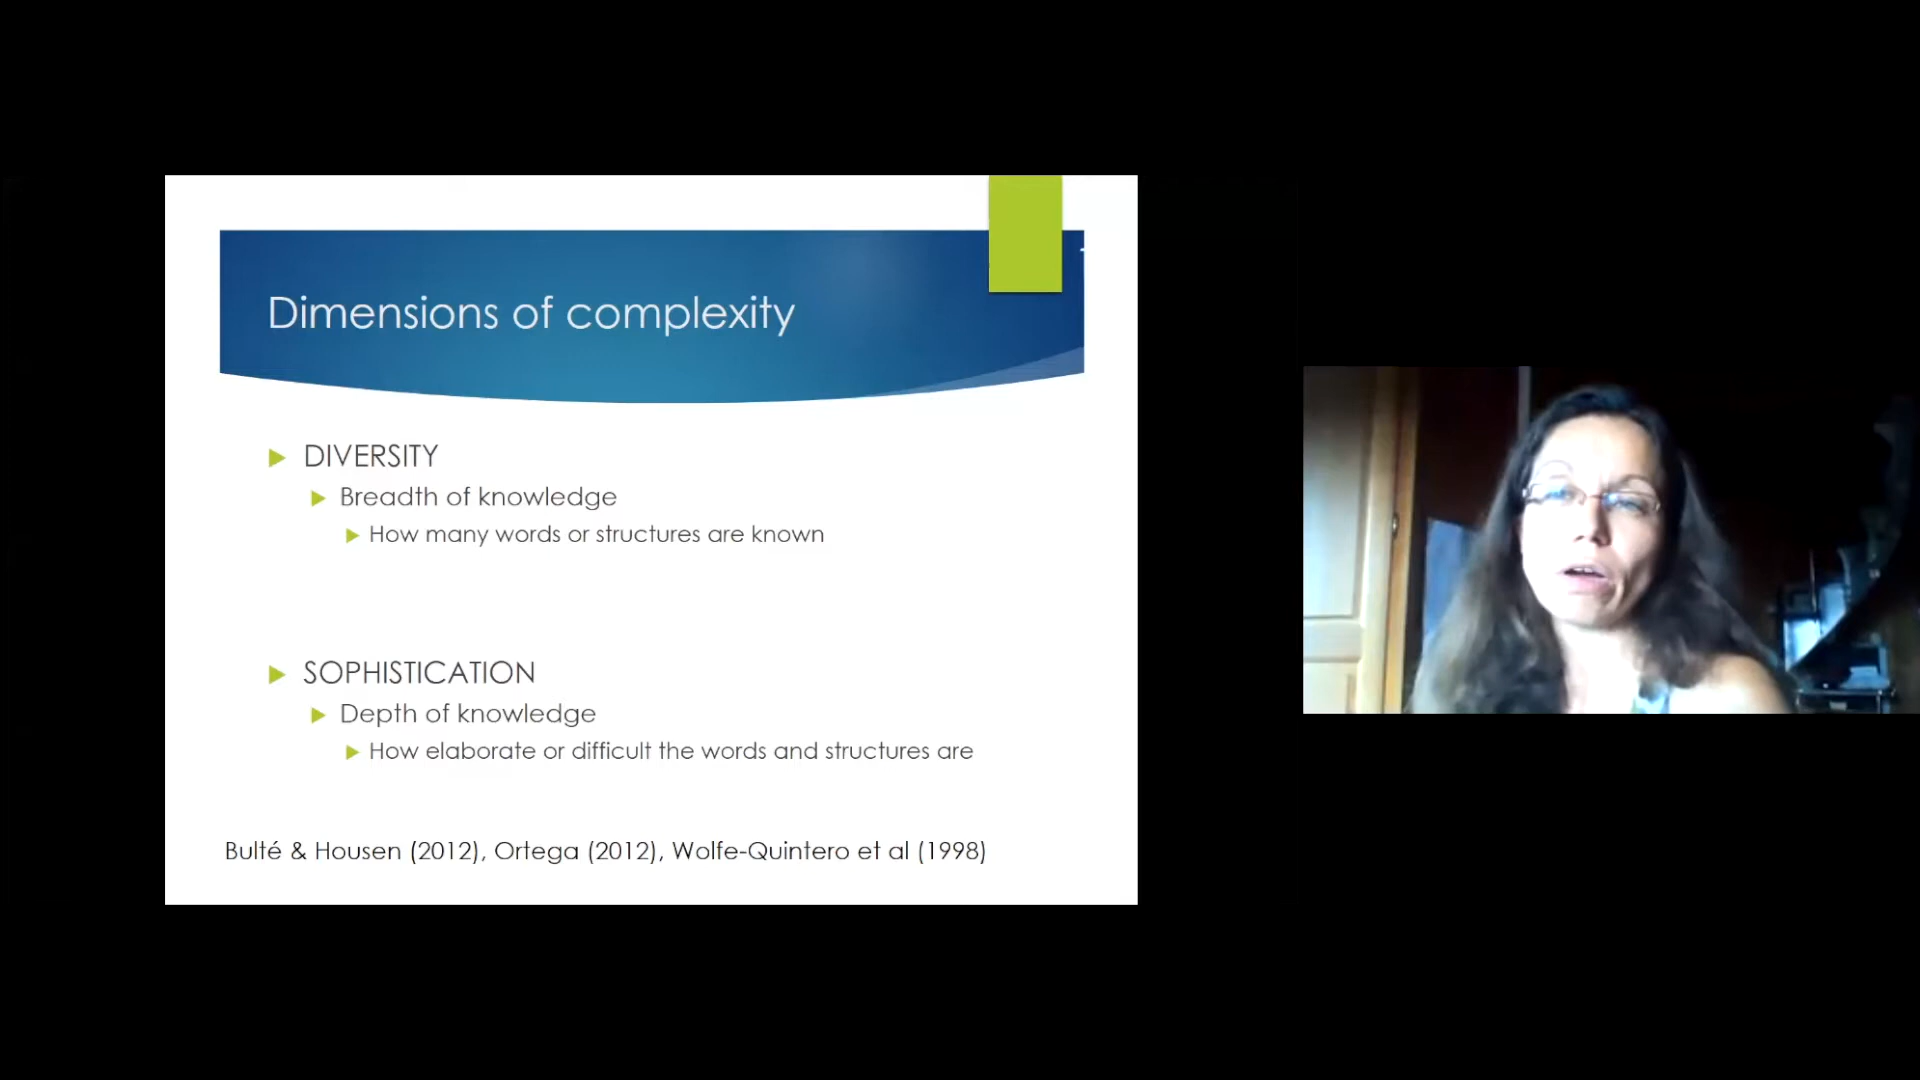 Dimensions of complexity
DIVERSITY
Breadth of knowledge
How many words or structures are known
SOPHISTICATION
Depth of knowledge
How elaborate or difficult the words and structures are
Bulté & Housen (2012), Ortega (2012), Wolfe-Quintero et al (1998)